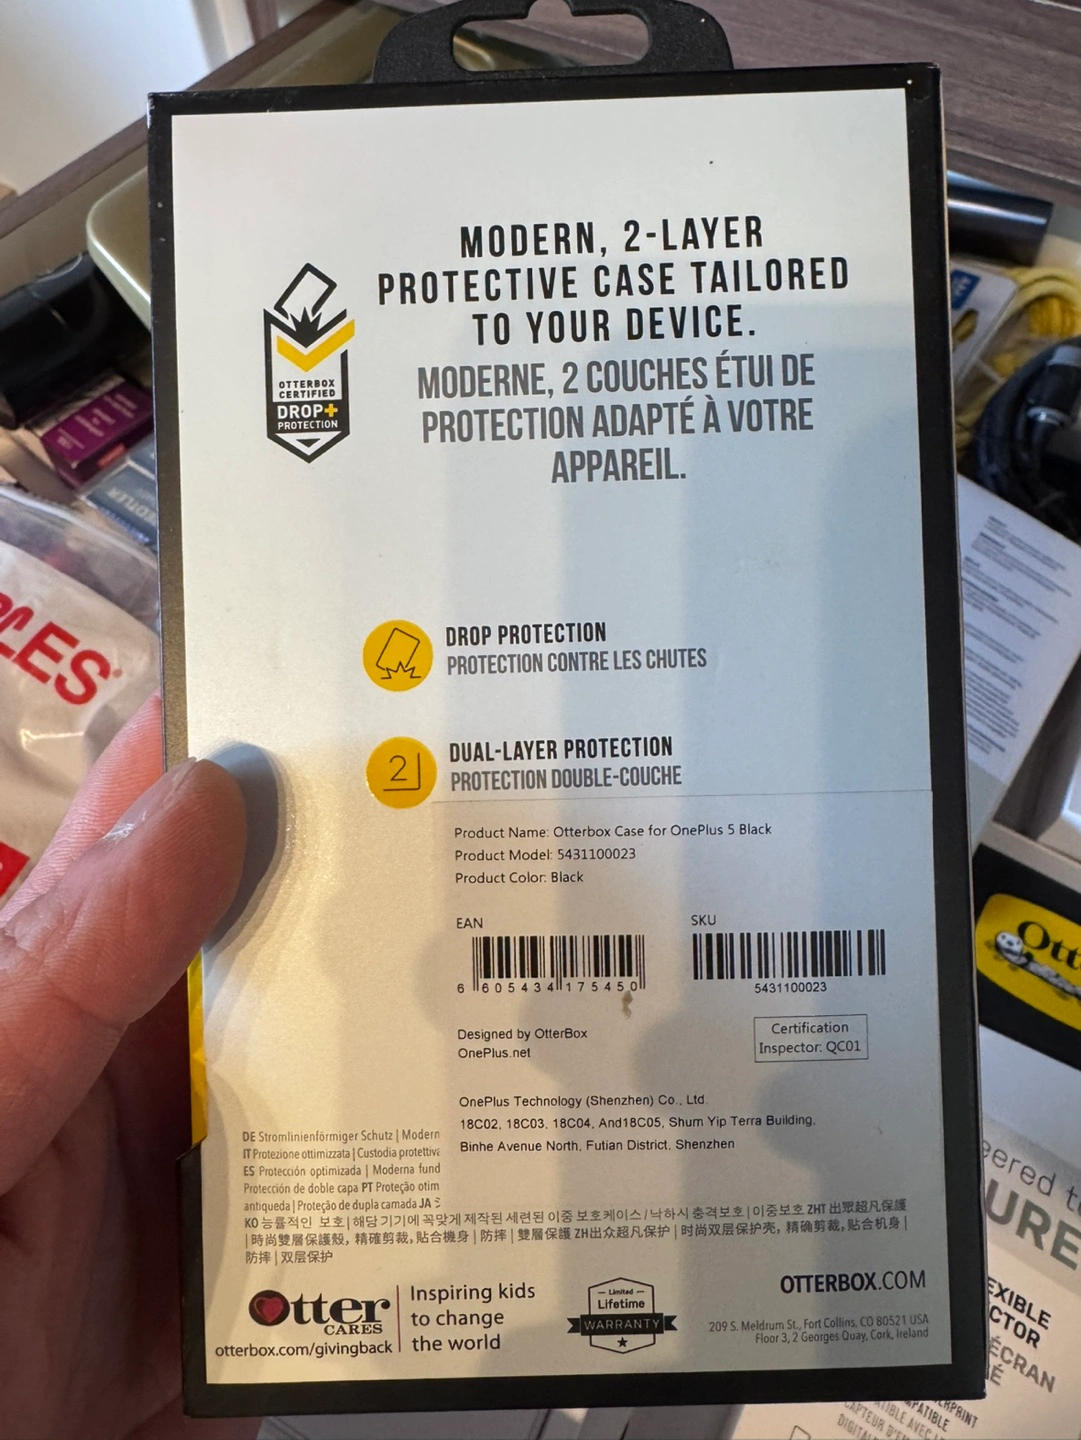 MODERN, 2-LAYER
PROTECTIVE CASE TAILORED
TO YOUR DEVICE.
MODERNE, 2 COUCHES ÉTUI DE
PROTECTION ADAPTÉ À VOTRE
APPAREIL.
OTTERBOX
CERTIFIED
DROP+
PROTECTION
DROP PROTECTION
PROTECTION CONTRE LES CHUTES
2
DUAL-LAYER PROTECTION
PROTECTION DOUBLE-COUCHE
Product Name: Otterbox Case for OnePlus 5 Black
Product Model: 5431100023
Product Color: Black
EAN
SKU
6 605434 175450
5431100023
Designed by OtterBox
OnePlus.net
Certification
Inspector: QC01
OnePlus Technology (Shenzhen) Co., Ltd.
18C02, 18C03, 18C04, And18C05, Shum Yip Terra Building,
Binhe Avenue North, Futian District, Shenzhen
DE Stromlinienförmiger Schutz | Modern
IT Protezione ottimizzata | Custodia protettiva
ES Protección optimizada | Moderna fund
Protección de doble capa PT Proteção otim
antiqueda | Proteção de dupla camada JA
KO 능률적인 보호 | 해당 기기에 꼭맞게 제작된 세련된 이중 보호케이스 / 낙하시 충격보호 | 이중보호 ZHT 出眾超凡保護
| 時尚雙層保護殼, 精確剪裁, 貼合機身 | 防摔 | 雙層保護 ZH出众超凡保护 | 时尚双层保护壳, 精确剪裁, 贴合机身 |
防摔 | 双层保护
Otter
CARES
otterbox.com/givingback
Inspiring kids
to change
the world
Limited
Lifetime
WARRANTY
OTTERBOX.COM
209 S. Meldrum St., Fort Collins, CO 80521 USA
Floor 3, 2 Georges Quay, Cork, Ireland
LES
Ott
ered t
URE
EXIBLE
CTOR
ÉCRAN